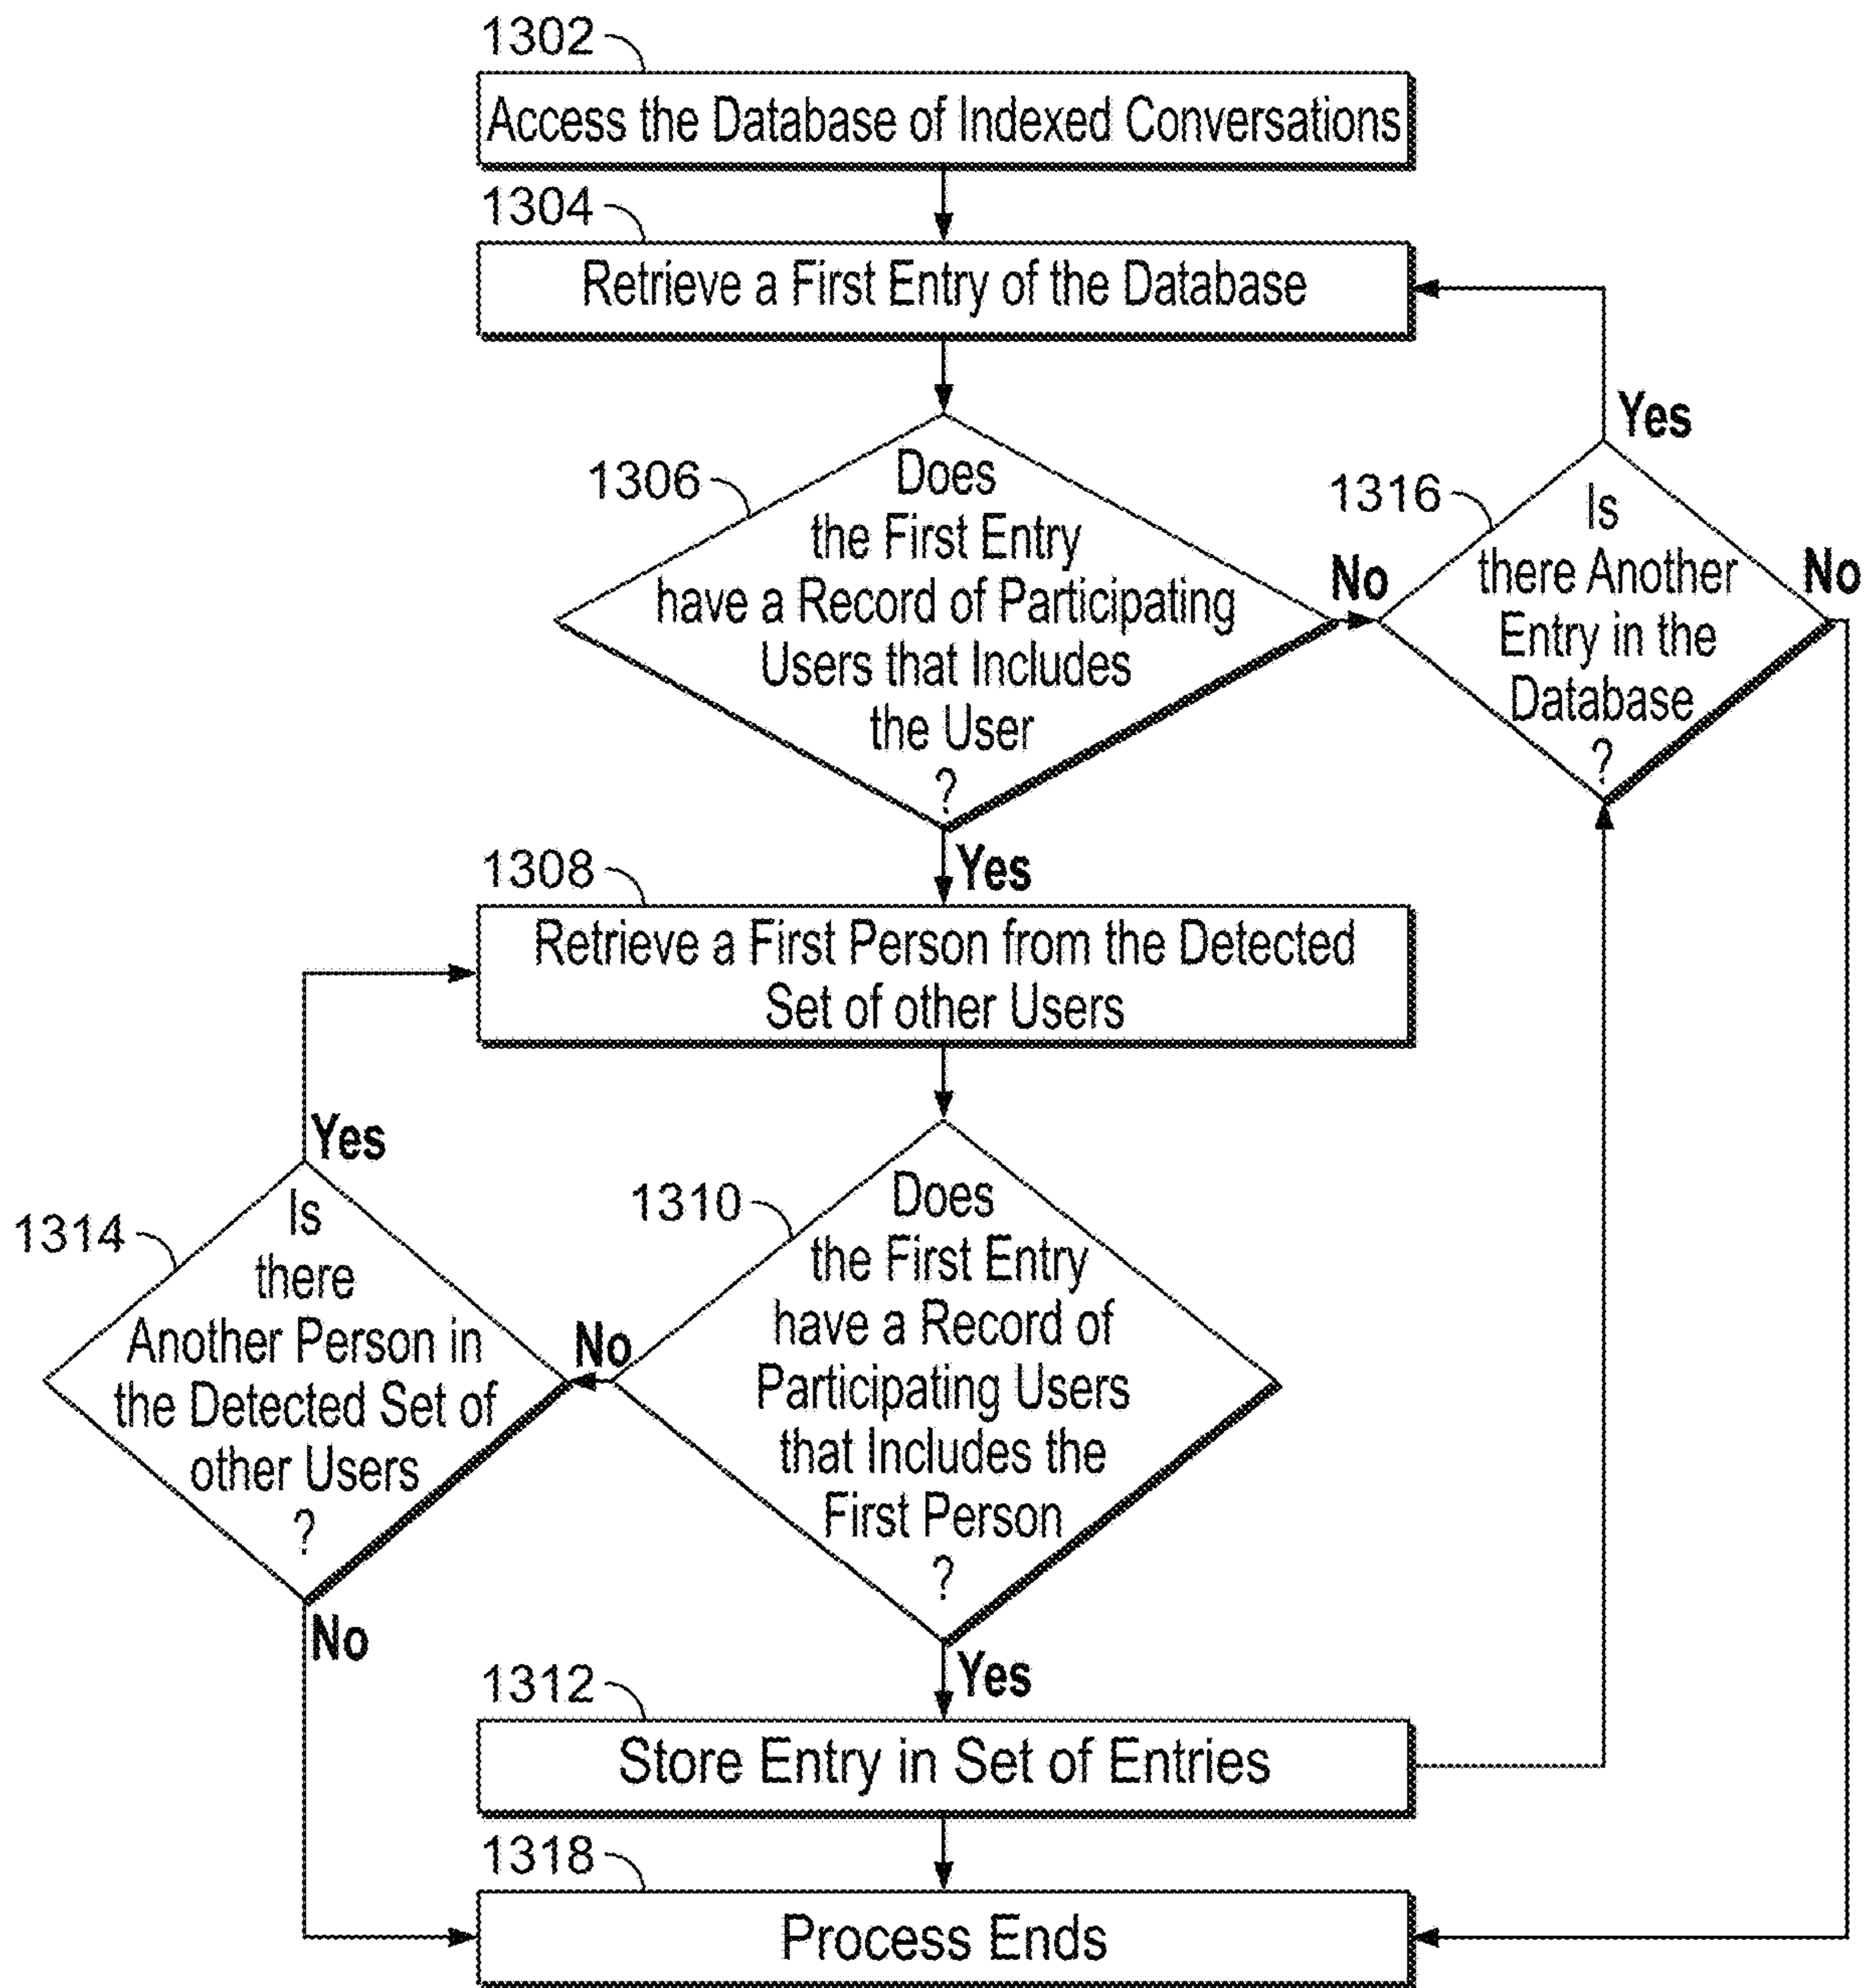 1302
Access the Database of Indexed Conversations
1304
Retrieve a First Entry of the Database
1306
Does
the First Entry
have a Record of Participating
Users that Includes
the User
?
No
Yes
1316
Is
there Another
Entry in the
Database
?
Yes
No
1308
Retrieve a First Person from the Detected
Set of other Users
1310
Does
the First Entry
have a Record of
Participating Users
that Includes the
First Person
?
No
Yes
1314
Is
there
Another Person in
the Detected Set of
other Users
?
Yes
No
1312
Store Entry in Set of Entries
1318
Process Ends